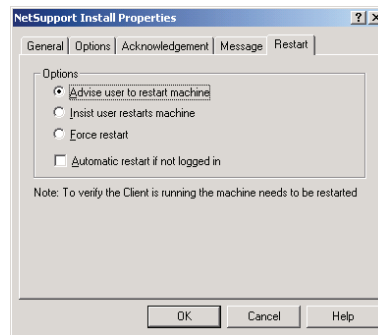 NetSupport Install Properties
General Options Acknowledgement Message Restart
Options
Advise user to restart machine
Insist user restarts machine
Force restart
Automatic restart if not logged in
Note: To verify the Client is running the machine needs to be restarted
OK Cancel Help